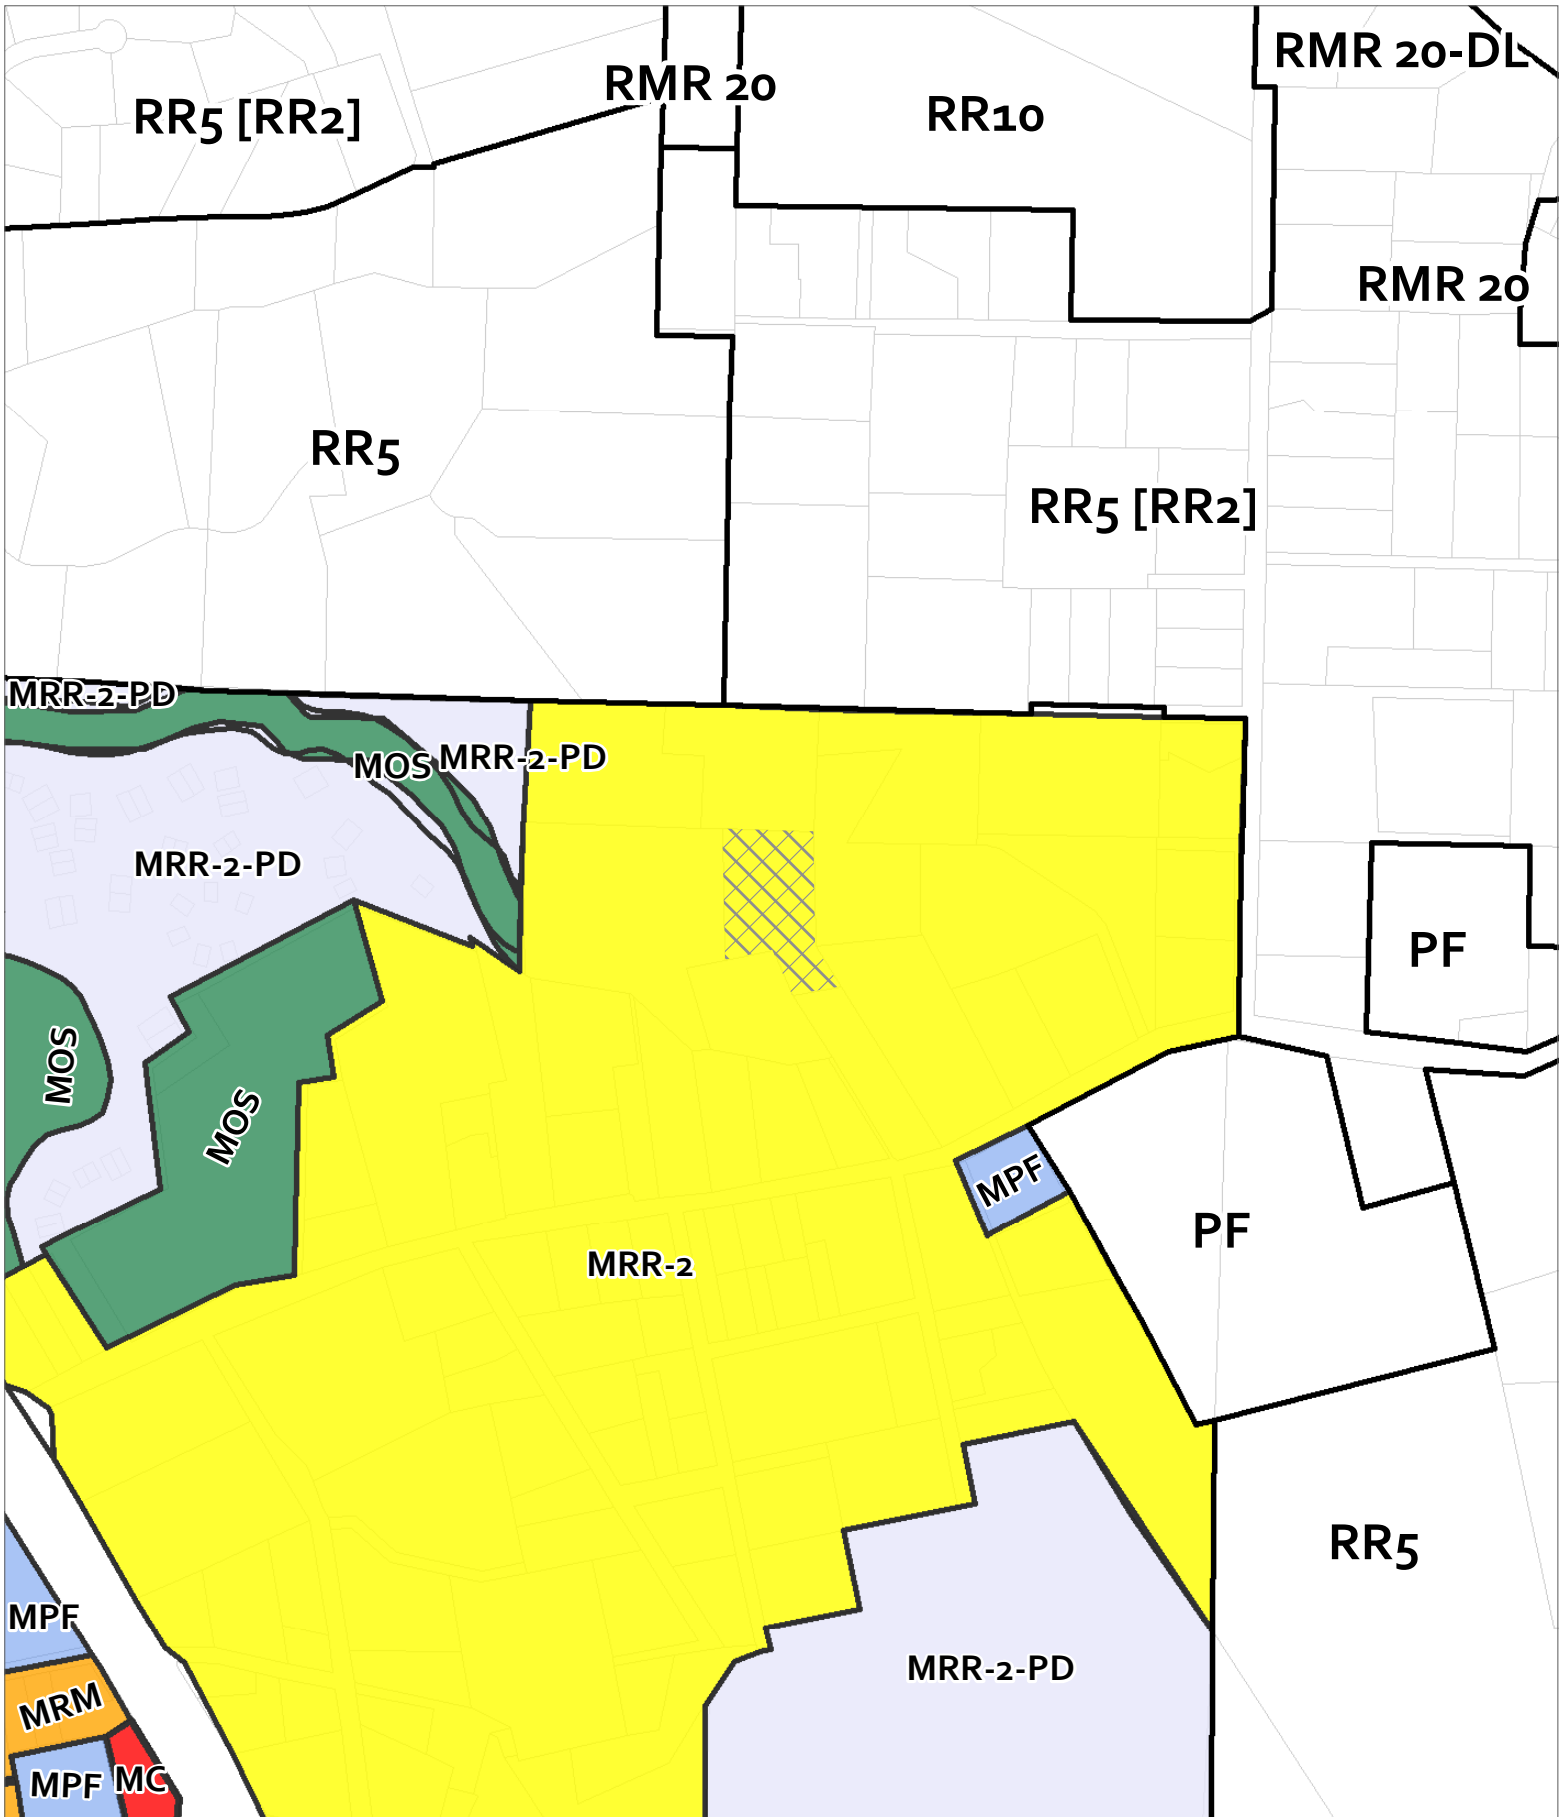 RMR 20-DL
RMR 20
RR10
RR5 [RR2]
RMR 20
RR5
RR5 [RR2]
MRR-2-PD
MOS
MRR-2-PD
MRR-2-PD
PF
MOS
MOS
MPF
PF
MRR-2
RR5
MPF
MRR-2-PD
MRM
MPF
MC